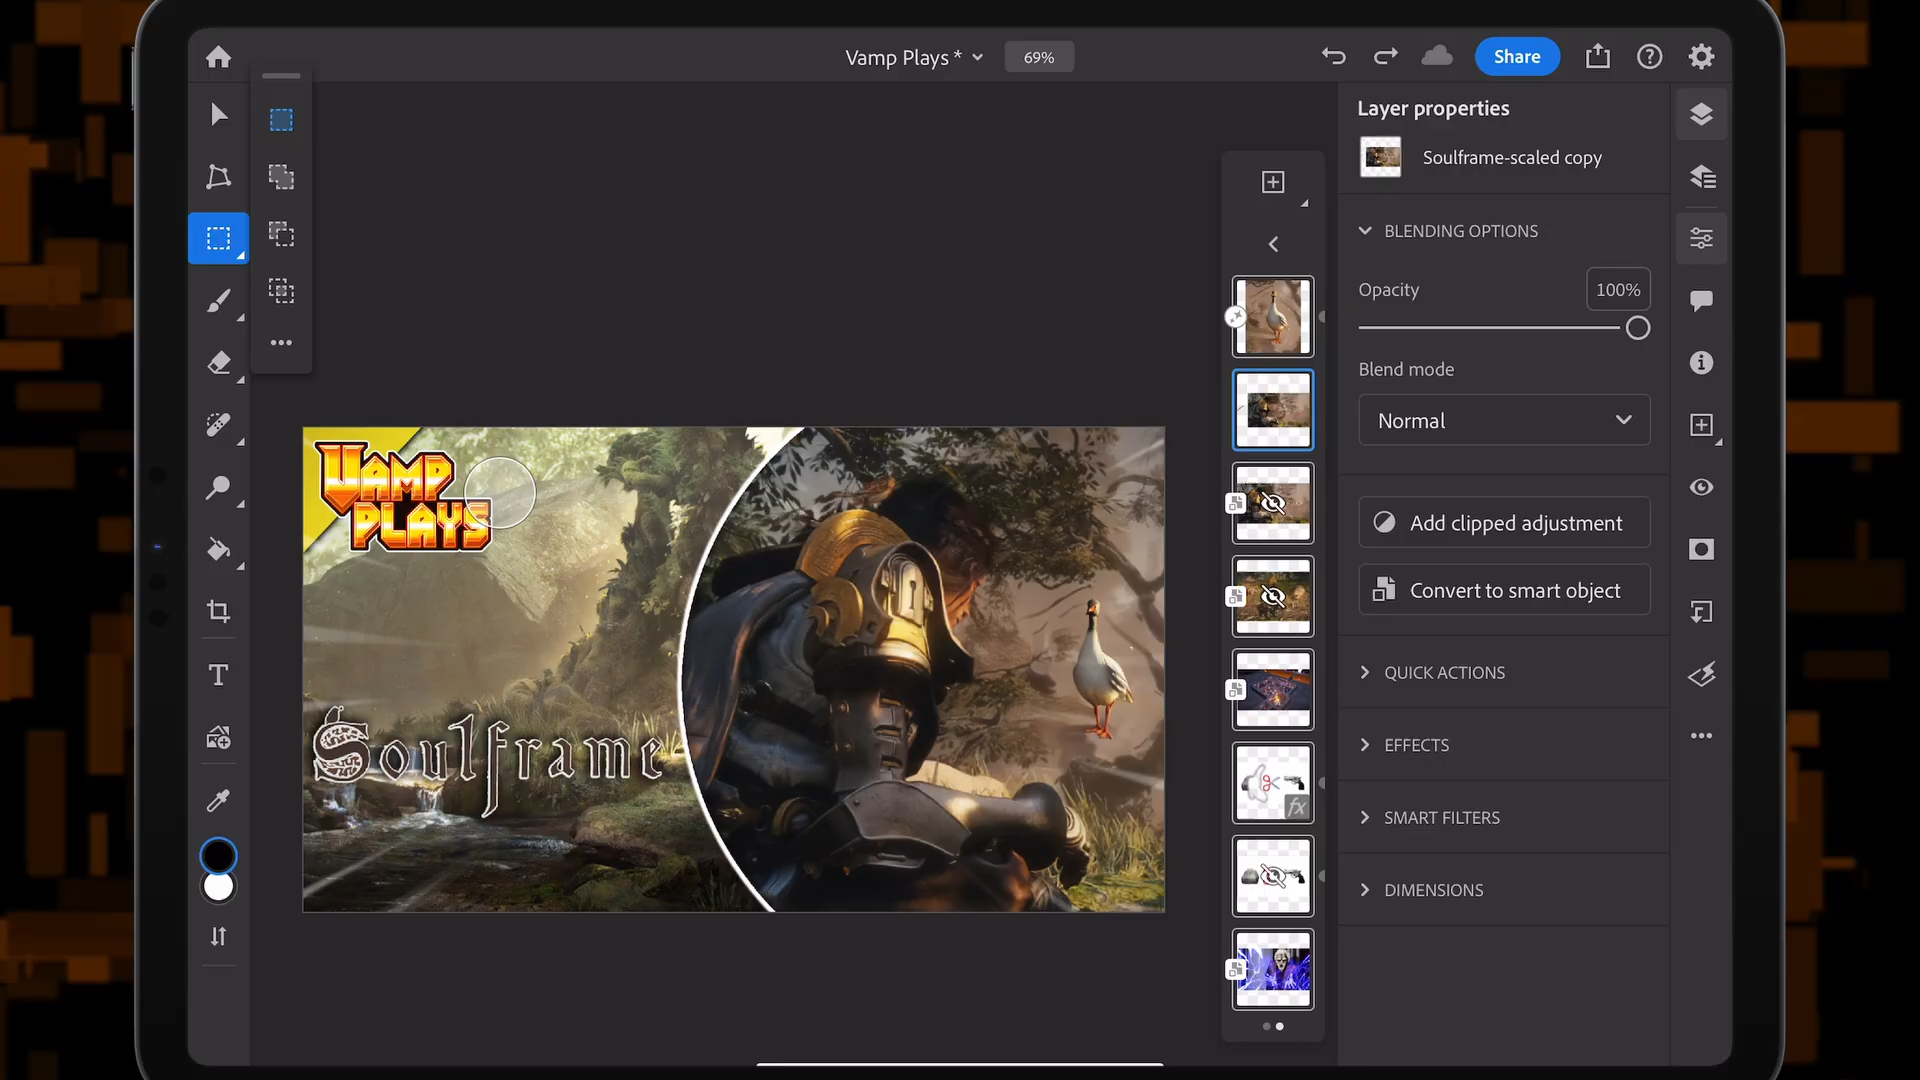 Vamp Plays *
69%
Share
Layer properties
Soulframe-scaled copy
BLENDING OPTIONS
Opacity
100%
Blend mode
Normal
Add clipped adjustment
Convert to smart object
QUICK ACTIONS
EFFECTS
SMART FILTERS
DIMENSIONS
T
fx
VAMP
PLAYS
Soulframe